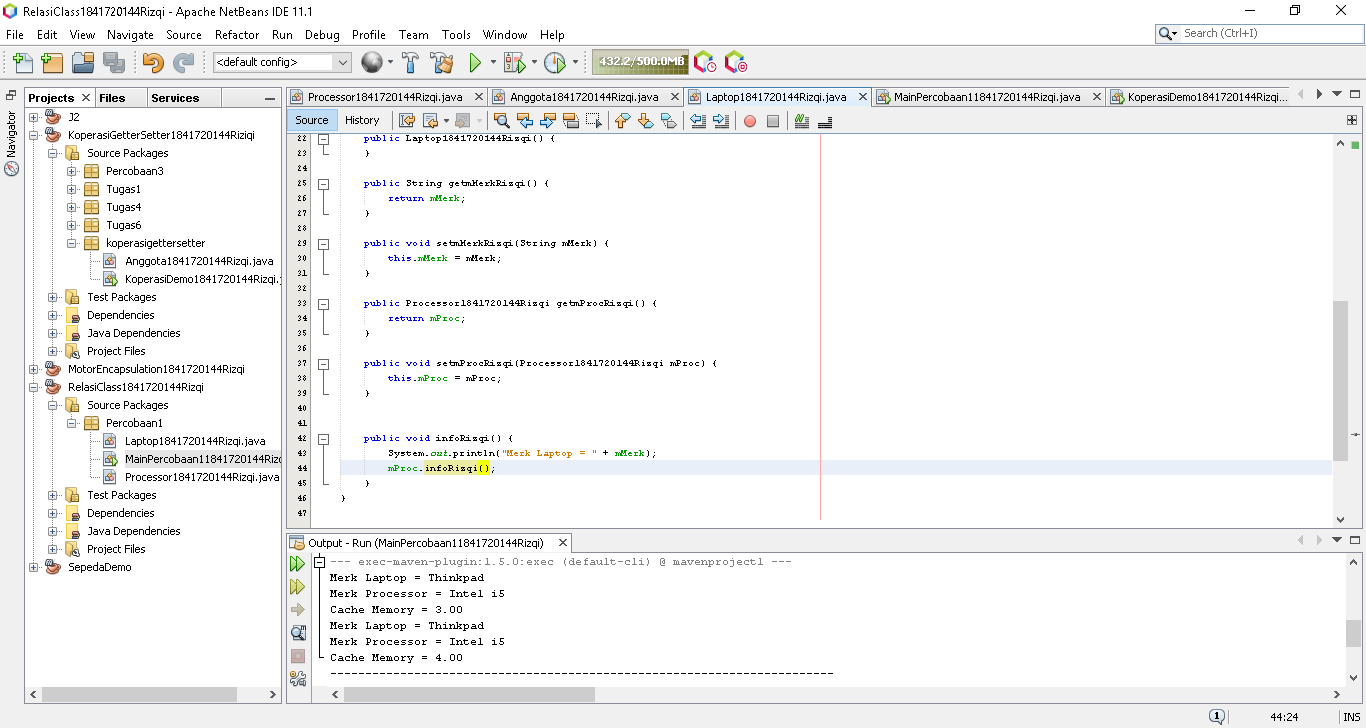 RelasiClass1841720144Rizqi - Apache NetBeans IDE 11.1
File Edit View Navigate Source Refactor Run Debug Profile Team Tools Window Help
Search (Ctrl+I)
<default config>
432.2/500.0MB
Projects Files Services
Processor1841720144Rizqi.java Anggota1841720144Rizqi.java Laptop1841720144Rizqi.java MainPercobaan11841720144Rizqi.java KoperasiDemo1841720144Rizqi...
Source History
Navigator
J2
KoperasiGetterSetter1841720144Rizqi
Source Packages
Percobaan3
Tugas1
Tugas4
Tugas6
koperasigettersetter
Anggota1841720144Rizqi.java
KoperasiDemo1841720144Rizqi.j
Test Packages
Dependencies
Java Dependencies
Project Files
MotorEncapsulation1841720144Rizqi
RelasiClass1841720144Rizqi
Source Packages
Percobaan1
Laptop1841720144Rizqi.java
MainPercobaan11841720144Rizq
Processor1841720144Rizqi.java
Test Packages
Dependencies
Java Dependencies
Project Files
SepedaDemo
22 public Laptop1841720144Rizqi() {
23 }
24
25 public String getmMerkRizqi() {
26 return mMerk;
27 }
28
29 public void setmMerkRizqi(String mMerk) {
30 this.mMerk = mMerk;
31 }
32
33 public Processor1841720144Rizqi getmProcRizqi() {
34 return mProc;
35 }
36
37 public void setmProcRizqi(Processor1841720144Rizqi mProc) {
38 this.mProc = mProc;
39 }
40
41
42 public void infoRizqi() {
43 System.out.println("Merk Laptop = " + mMerk);
44 mProc.infoRizqi();
45 }
46 }
47
Output - Run (MainPercobaan11841720144Rizqi)
--- exec-maven-plugin:1.5.0:exec (default-cli) @ mavenproject1 ---
Merk Laptop = Thinkpad
Merk Processor = Intel i5
Cache Memory = 3.00
Merk Laptop = Thinkpad
Merk Processor = Intel i5
Cache Memory = 4.00
------------------------------------------------------------------------
1 44:24 INS